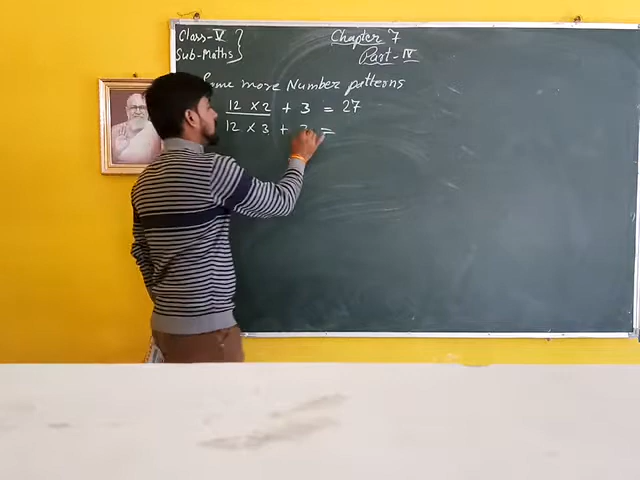 Class-V
Sub-Maths
Chapter 7
Part-IV
Some more Number patterns
12 × 2 + 3 = 27
12 × 3 + 3 =